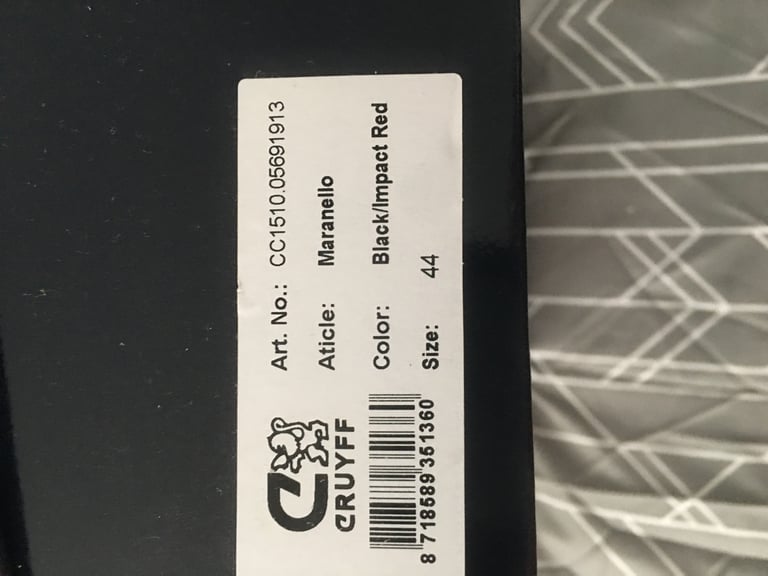 Art. No.: CC1510.05691913
Aticle: Maranello
Color: Black/Impact Red
Size: 44
CRUYFF
8 718589 351360